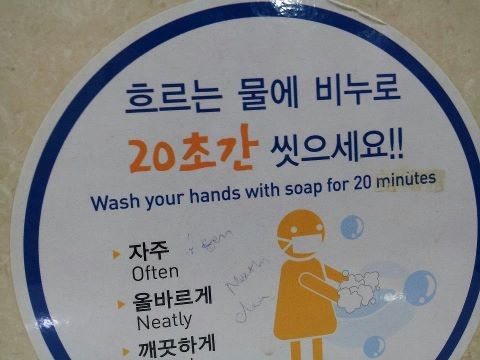 흐르는 물에 비누로
20초간 씻으세요!!
Wash your hands with soap for 20 minutes
자주
Often
올바르게
Neatly
깨끗하게